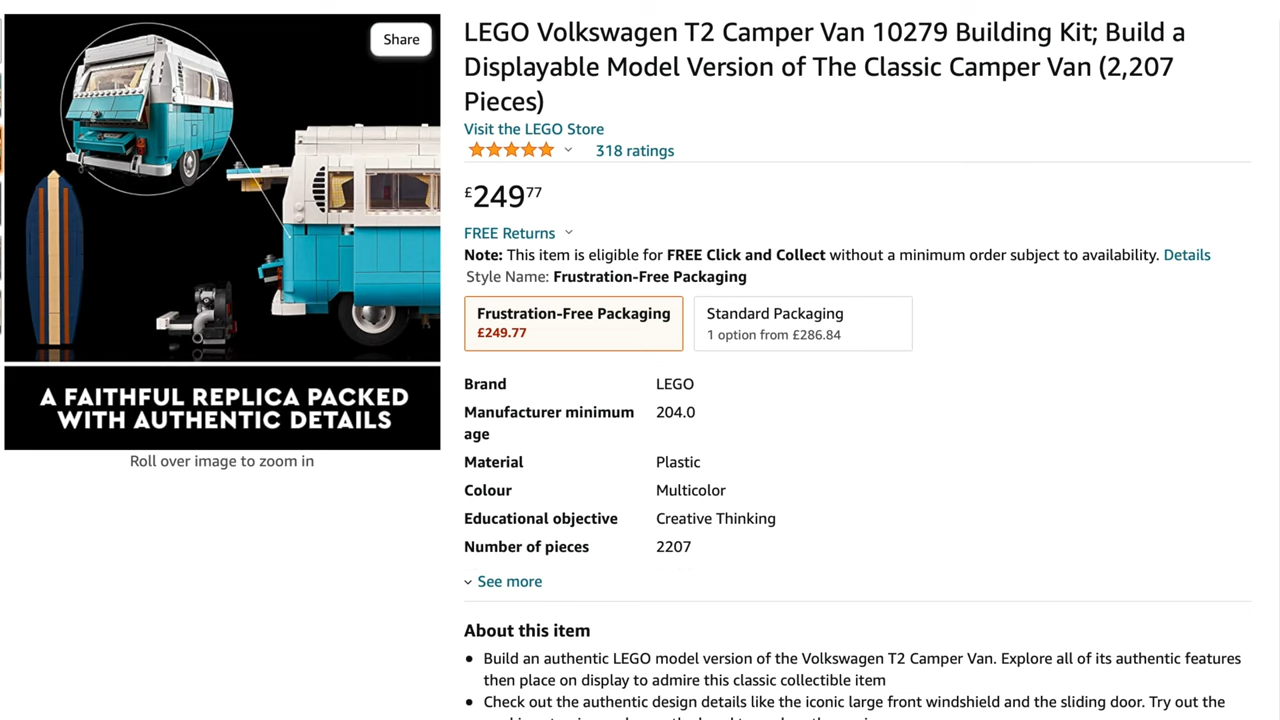 Share
A FAITHFUL REPLICA PACKED
WITH AUTHENTIC DETAILS
Roll over image to zoom in
LEGO Volkswagen T2 Camper Van 10279 Building Kit; Build a
Displayable Model Version of The Classic Camper Van (2,207
Pieces)
Visit the LEGO Store
318 ratings
£24977
FREE Returns
Note: This item is eligible for FREE Click and Collect without a minimum order subject to availability. Details
Style Name: Frustration-Free Packaging
Frustration-Free Packaging
£249.77
Standard Packaging
1 option from £286.84
Brand LEGO
Manufacturer minimum 204.0
age
Material Plastic
Colour Multicolor
Educational objective Creative Thinking
Number of pieces 2207
See more
About this item
• Build an authentic LEGO model version of the Volkswagen T2 Camper Van. Explore all of its authentic features
then place on display to admire this classic collectible item
• Check out the authentic design details like the iconic large front windshield and the sliding door. Try out the